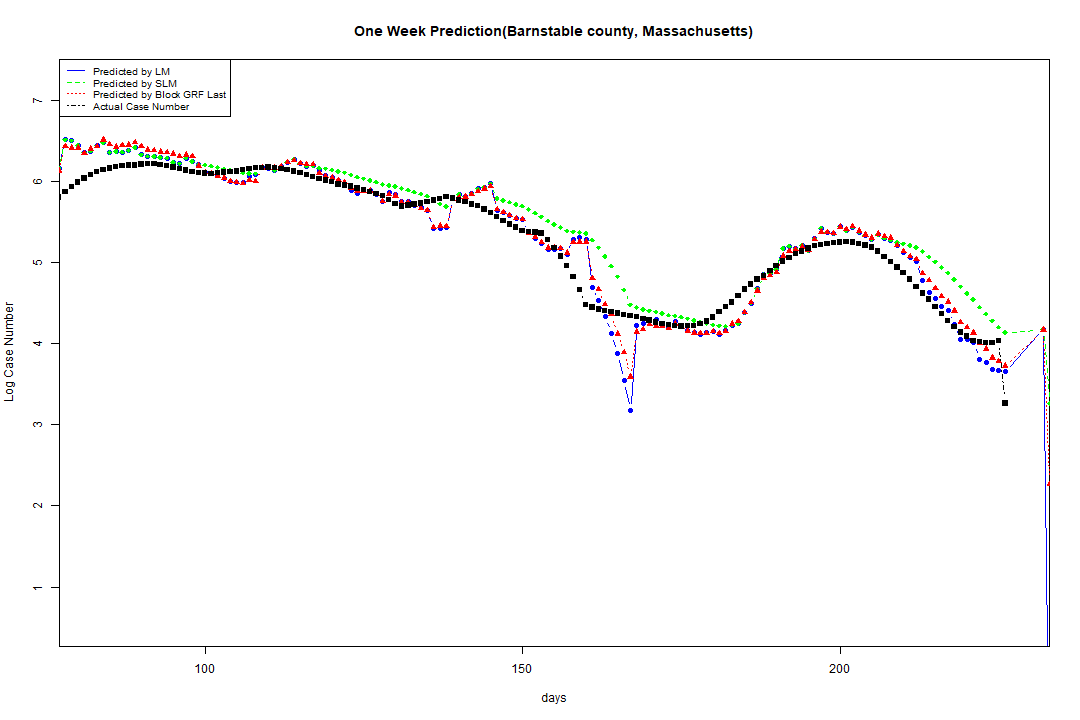 One Week Prediction(Barnstable county, Massachusetts)
Predicted by LM
Predicted by SLM
Predicted by Block GRF Last
Actual Case Number
7
6
5
4
3
2
1
Log Case Number
100 150 200
days